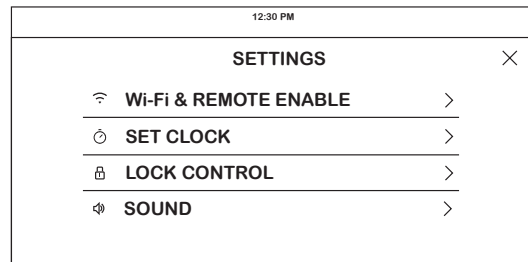 12:30 PM
SETTINGS
Wi-Fi & REMOTE ENABLE
SET CLOCK
LOCK CONTROL
SOUND